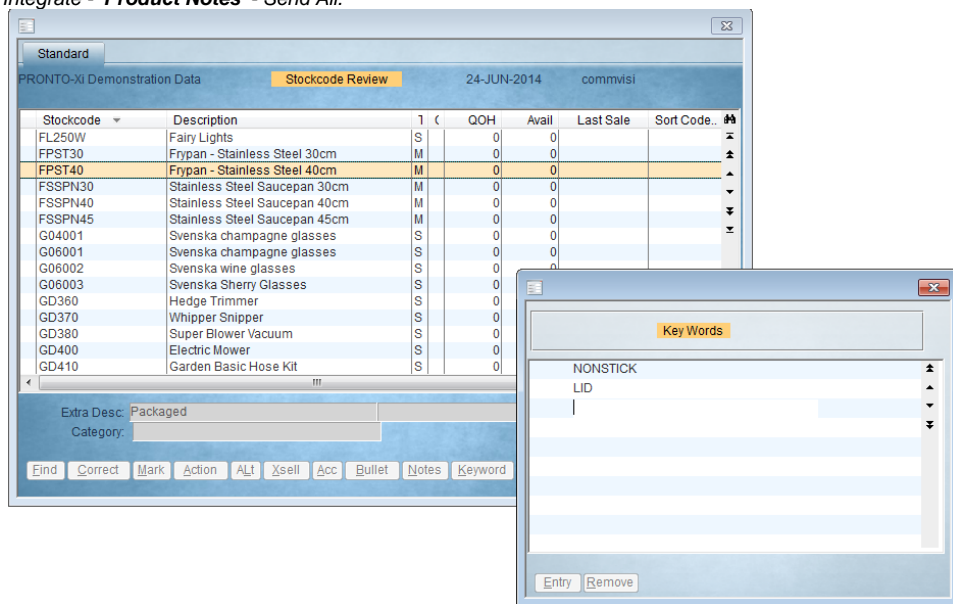 Integrate - 'Product Notes' - Send All.
Standard
PRONTO-Xi Demonstration Data Stockcode Review 24-JUN-2014 commvisi
Stockcode Description T ( QOH Avail Last Sale Sort Code..
FL250W Fairy Lights S 0 0
FPST30 Frypan - Stainless Steel 30cm M 0 0
FPST40 Frypan - Stainless Steel 40cm M 0 0
FSSPN30 Stainless Steel Saucepan 30cm M 0 0
FSSPN40 Stainless Steel Saucepan 40cm M 0 0
FSSPN45 Stainless Steel Saucepan 45cm M 0 0
G04001 Svenska champagne glasses S 0 0
G06001 Svenska champagne glasses S 0 0
G06002 Svenska wine glasses S 0 0
G06003 Svenska Sherry Glasses S 0
GD360 Hedge Trimmer S 0
GD370 Whipper Snipper S 0
GD380 Super Blower Vacuum S 0
GD400 Electric Mower S 0
GD410 Garden Basic Hose Kit S 0
Extra Desc: Packaged
Category:
Find Correct Mark Action ALt Xsell Acc Bullet Notes Keyword
Key Words
NONSTICK
LID
Entry Remove